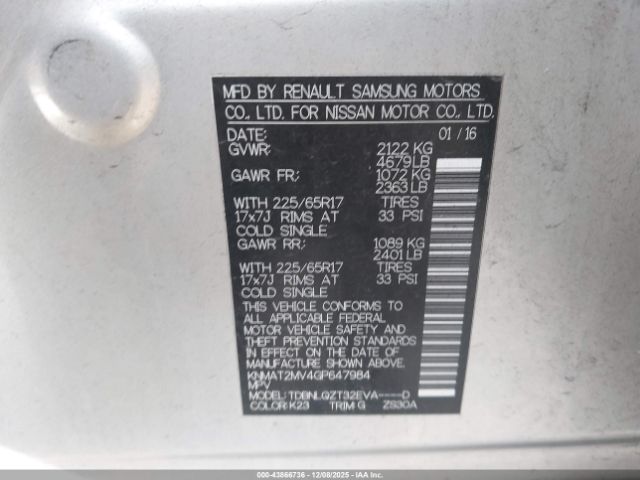 MFD BY RENAULT SAMSUNG MOTORS
CO., LTD. FOR NISSAN MOTOR CO., LTD.
DATE: 01 / 16
GVWR: 2122 KG
4679 LB
GAWR FR: 1072 KG
2363 LB
WITH 225/65R17 TIRES
17x7J RIMS AT 33 PSI
COLD SINGLE
GAWR RR: 1089 KG
2401 LB
WITH 225/65R17 TIRES
17x7J RIMS AT 33 PSI
COLD SINGLE
THIS VEHICLE CONFORMS TO
ALL APPLICABLE FEDERAL
MOTOR VEHICLE SAFETY AND
THEFT PREVENTION STANDARDS
IN EFFECT ON THE DATE OF
MANUFACTURE SHOWN ABOVE.
KNMAT2MV4GP647984
MPV
MODEL: TDBNLQZT32EVA----D
COLOR: K23 TRIM: G ZS30A
000-43866736 - 12/08/2025 - IAAI.CA